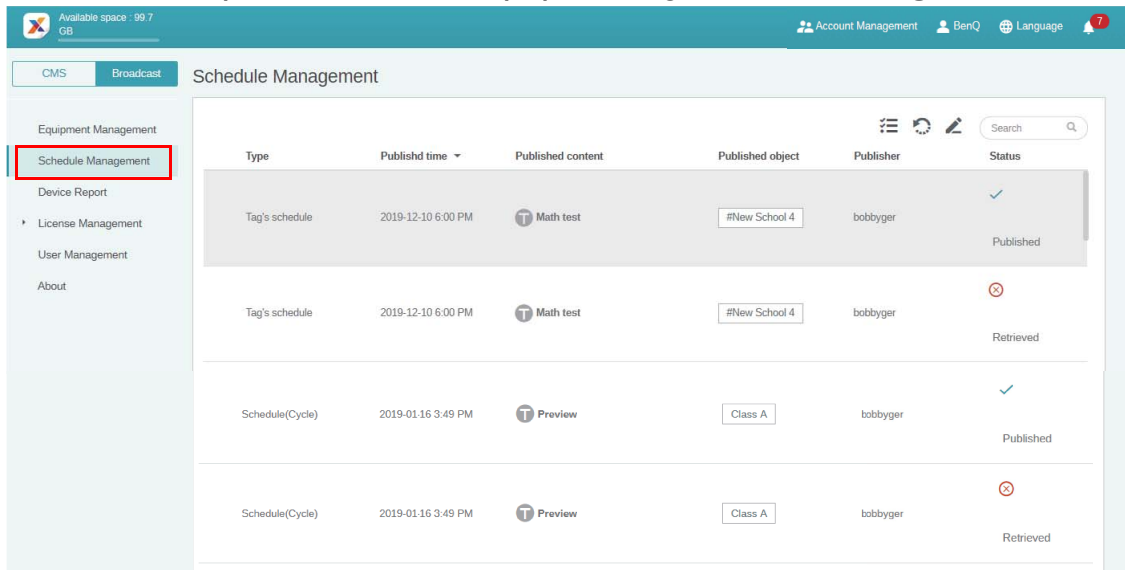 Available space : 99.7
GB
Account Management BenQ Language 7
CMS Broadcast
Schedule Management
Equipment Management
Schedule Management
Device Report
License Management
User Management
About
Search
Type Publishd time Published content Published object Publisher Status
Tag's schedule 2019-12-10 6:00 PM T Math test #New School 4 bobbyger Published
Tag's schedule 2019-12-10 6:00 PM T Math test #New School 4 bobbyger Retrieved
Schedule(Cycle) 2019-01-16 3:49 PM T Preview Class A bobbyger Published
Schedule(Cycle) 2019-01-16 3:49 PM T Preview Class A bobbyger Retrieved